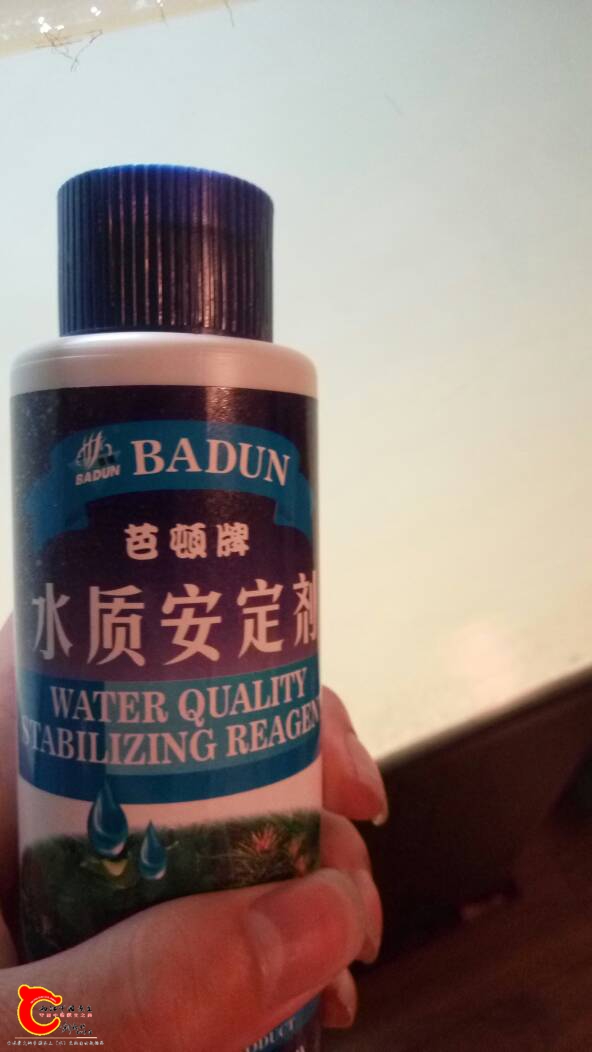 BADUN
BADUN
芭顿牌
水质安定剂
WATER QUALITY
STABILIZING REAGEN